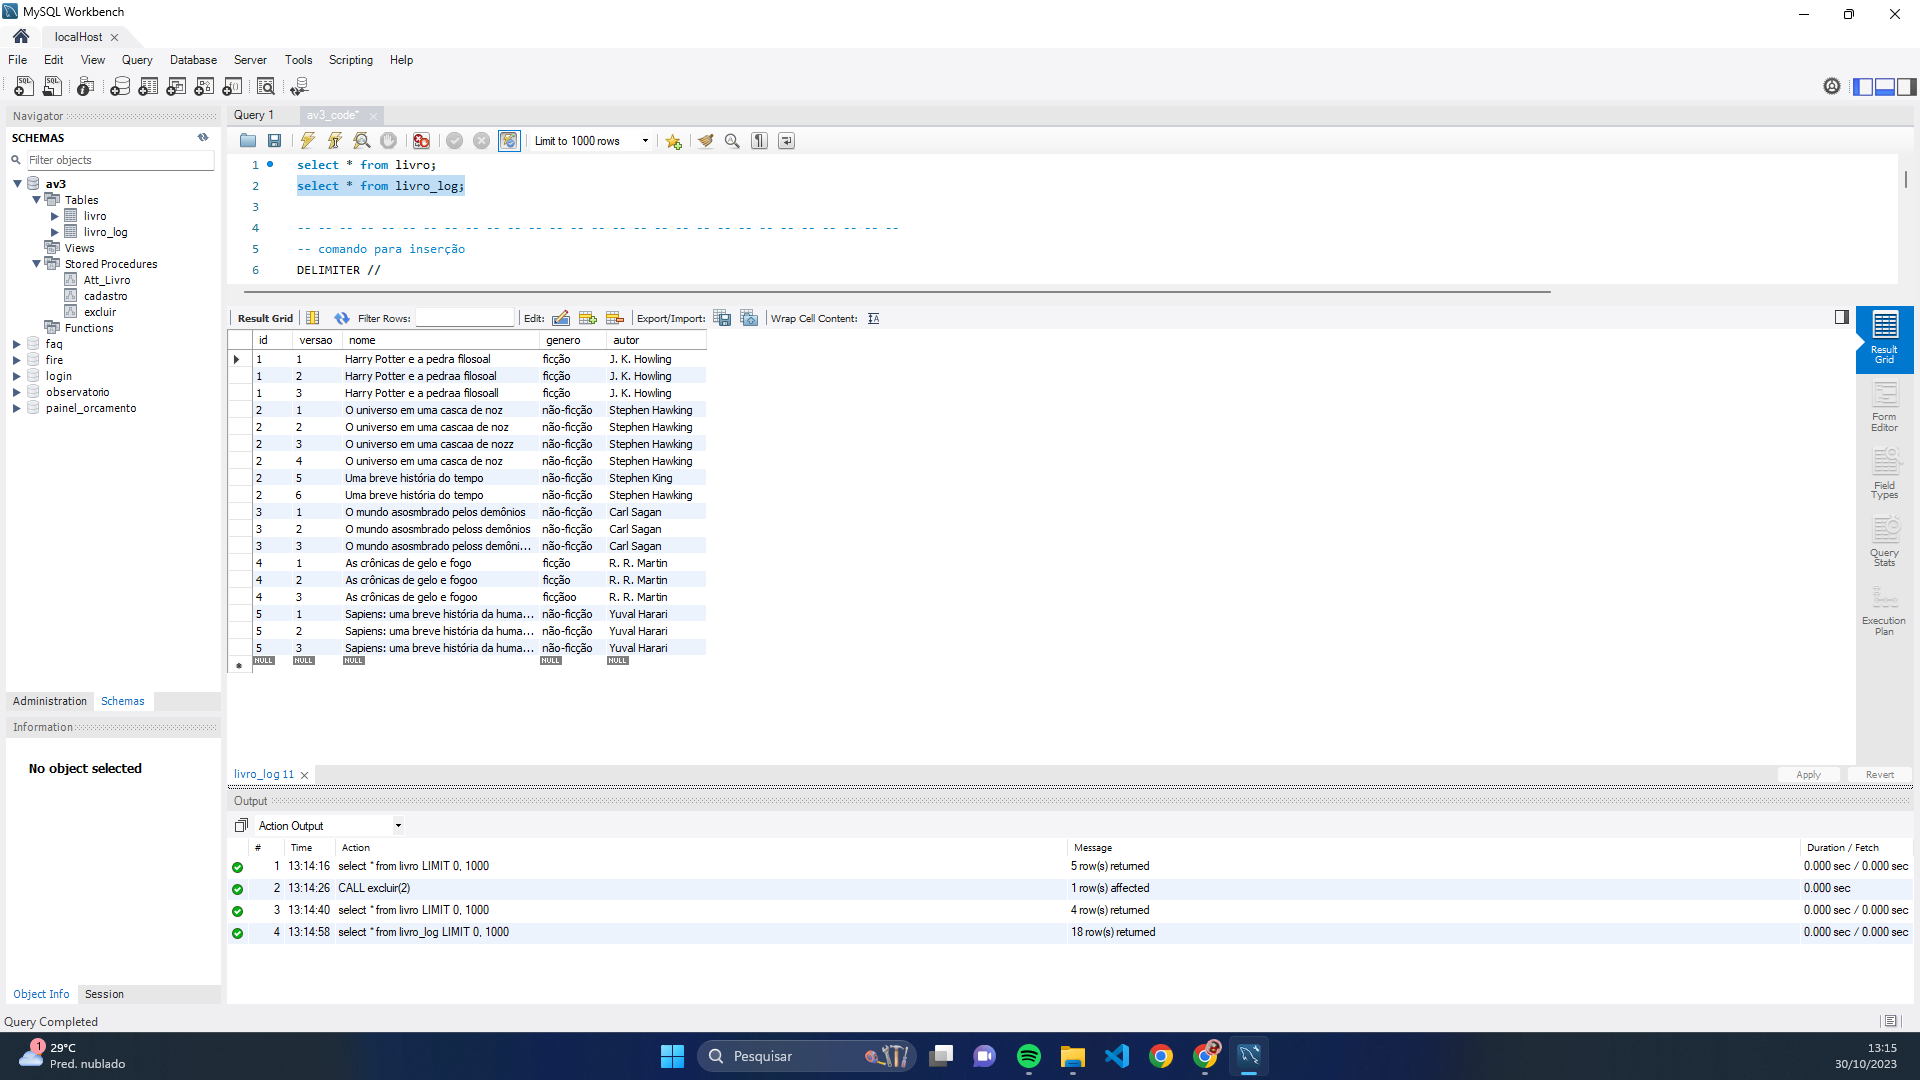 MySQL Workbench
localHost
File Edit View Query Database Server Tools Scripting Help
Navigator
SCHEMAS
Filter objects
av3
Tables
livro
livro_log
Views
Stored Procedures
Att_Livro
cadastro
excluir
Functions
faq
fire
login
observatorio
painel_orcamento
Administration Schemas
Information
No object selected
Object Info Session
Query 1 av3_code*
Limit to 1000 rows
1 select * from livro;
2 select * from livro_log;
3
4 -- -- -- -- -- -- -- -- -- -- -- -- -- -- -- -- -- -- -- -- -- -- -- -- -- -- -- -- --
5 -- comando para inserção
6 DELIMITER //
Result Grid Filter Rows: Edit: Export/Import: Wrap Cell Content:
id versao nome genero autor
1 1 Harry Potter e a pedra filosoal ficção J. K. Howling
1 2 Harry Potter e a pedraa filosoal ficção J. K. Howling
1 3 Harry Potter e a pedraa filosoall ficção J. K. Howling
2 1 O universo em uma casca de noz não-ficção Stephen Hawking
2 2 O universo em uma cascaa de noz não-ficção Stephen Hawking
2 3 O universo em uma cascaa de nozz não-ficção Stephen Hawking
2 4 O universo em uma casca de noz não-ficção Stephen Hawking
2 5 Uma breve história do tempo não-ficção Stephen King
2 6 Uma breve história do tempo não-ficção Stephen Hawking
3 1 O mundo asosmbrado pelos demônios não-ficção Carl Sagan
3 2 O mundo asosmbrado peloss demônios não-ficção Carl Sagan
3 3 O mundo asosmbrado peloss demôni... não-ficção Carl Sagan
4 1 As crônicas de gelo e fogo ficção R. R. Martin
4 2 As crônicas de gelo e fogoo ficção R. R. Martin
4 3 As crônicas de gelo e fogoo ficçãoo R. R. Martin
5 1 Sapiens: uma breve história da huma... não-ficção Yuval Harari
5 2 Sapiens: uma breve história da huma... não-ficção Yuval Harari
5 3 Sapiens: uma breve história da huma... não-ficção Yuval Harari
NULL NULL NULL NULL NULL
Result
Grid
Form
Editor
Field
Types
Query
Stats
Execution
Plan
livro_log 11
Apply Revert
Output
Action Output
# Time Action Message Duration / Fetch
1 13:14:16 select * from livro LIMIT 0, 1000 5 row(s) returned 0.000 sec / 0.000 sec
2 13:14:26 CALL excluir(2) 1 row(s) affected 0.000 sec
3 13:14:40 select * from livro LIMIT 0, 1000 4 row(s) returned 0.000 sec / 0.000 sec
4 13:14:58 select * from livro_log LIMIT 0, 1000 18 row(s) returned 0.000 sec / 0.000 sec
Query Completed
1
29°C
Pred. nublado
Pesquisar
13:15
30/10/2023